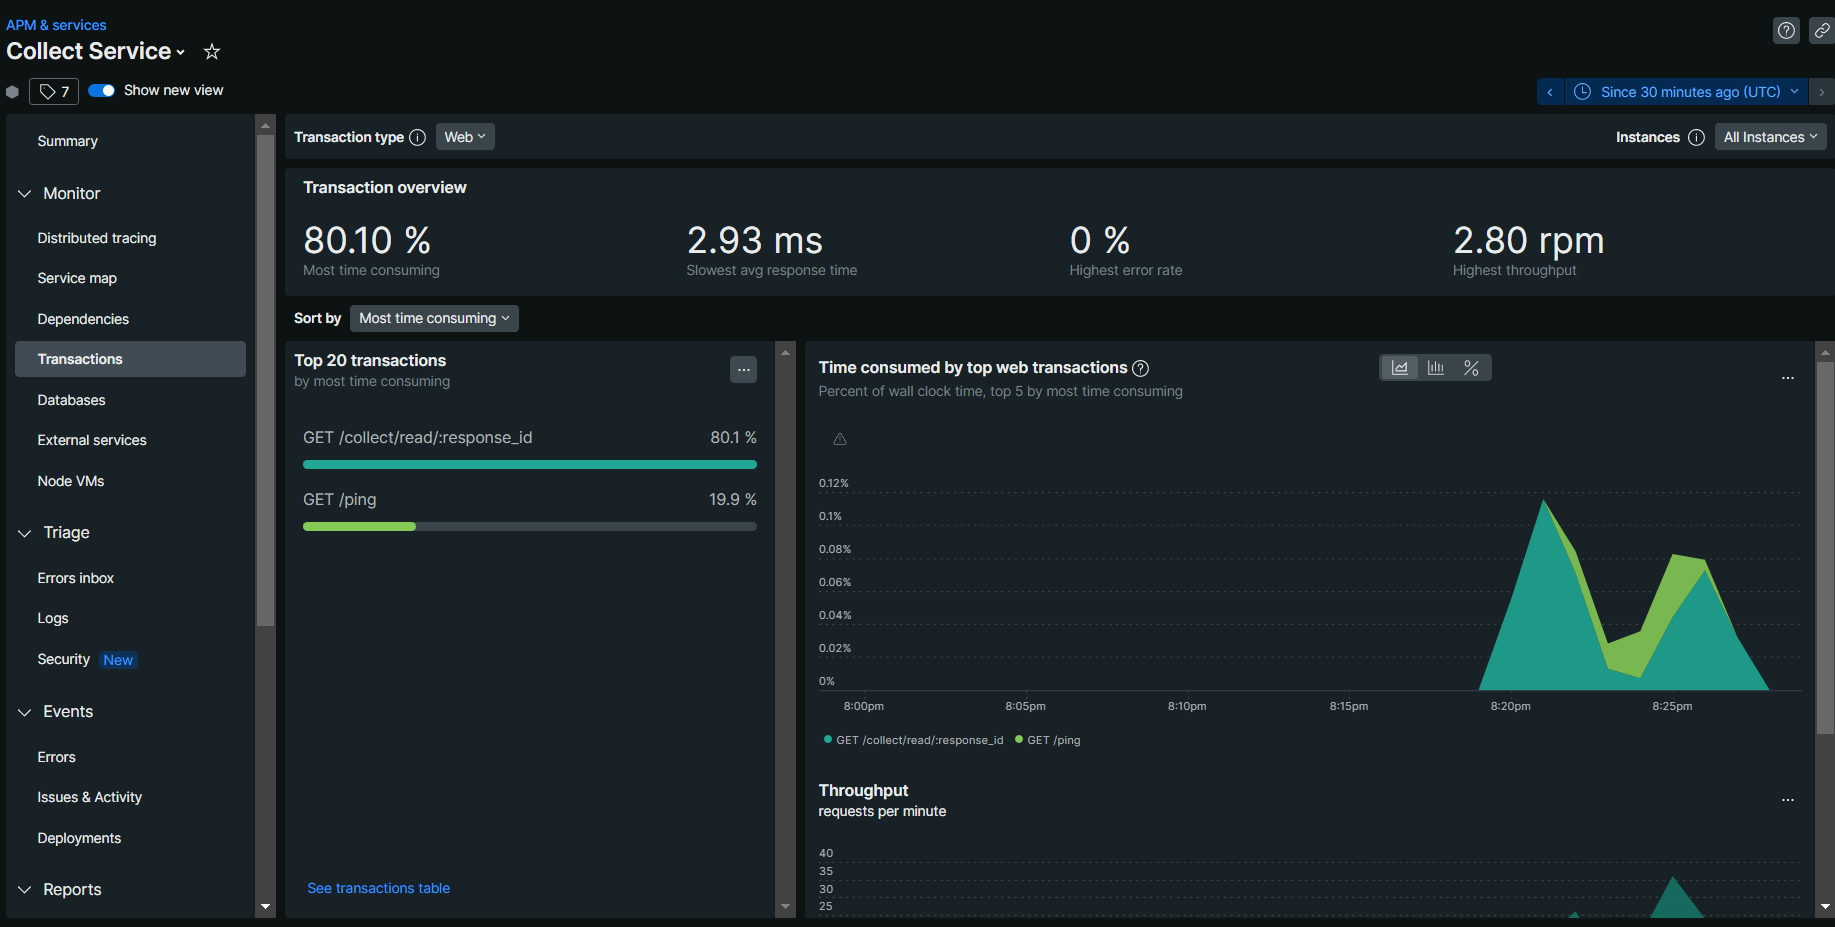 APM & services
Collect Service
7
Show new view
Since 30 minutes ago (UTC)
Summary
Monitor
Distributed tracing
Service map
Dependencies
Transactions
Databases
External services
Node VMs
Triage
Errors inbox
Logs
Security New
Events
Errors
Issues & Activity
Deployments
Reports
Transaction type
Web
Instances
All Instances
Transaction overview
80.10 %
Most time consuming
2.93 ms
Slowest avg response time
0 %
Highest error rate
2.80 rpm
Highest throughput
Sort by
Most time consuming
Top 20 transactions
by most time consuming
GET /collect/read/:response_id 80.1 %
GET /ping 19.9 %
See transactions table
Time consumed by top web transactions
Percent of wall clock time, top 5 by most time consuming
0.12%
0.1%
0.08%
0.06%
0.04%
0.02%
0%
8:00pm 8:05pm 8:10pm 8:15pm 8:20pm 8:25pm
GET /collect/read/:response_id GET /ping
Throughput
requests per minute
40
35
30
25